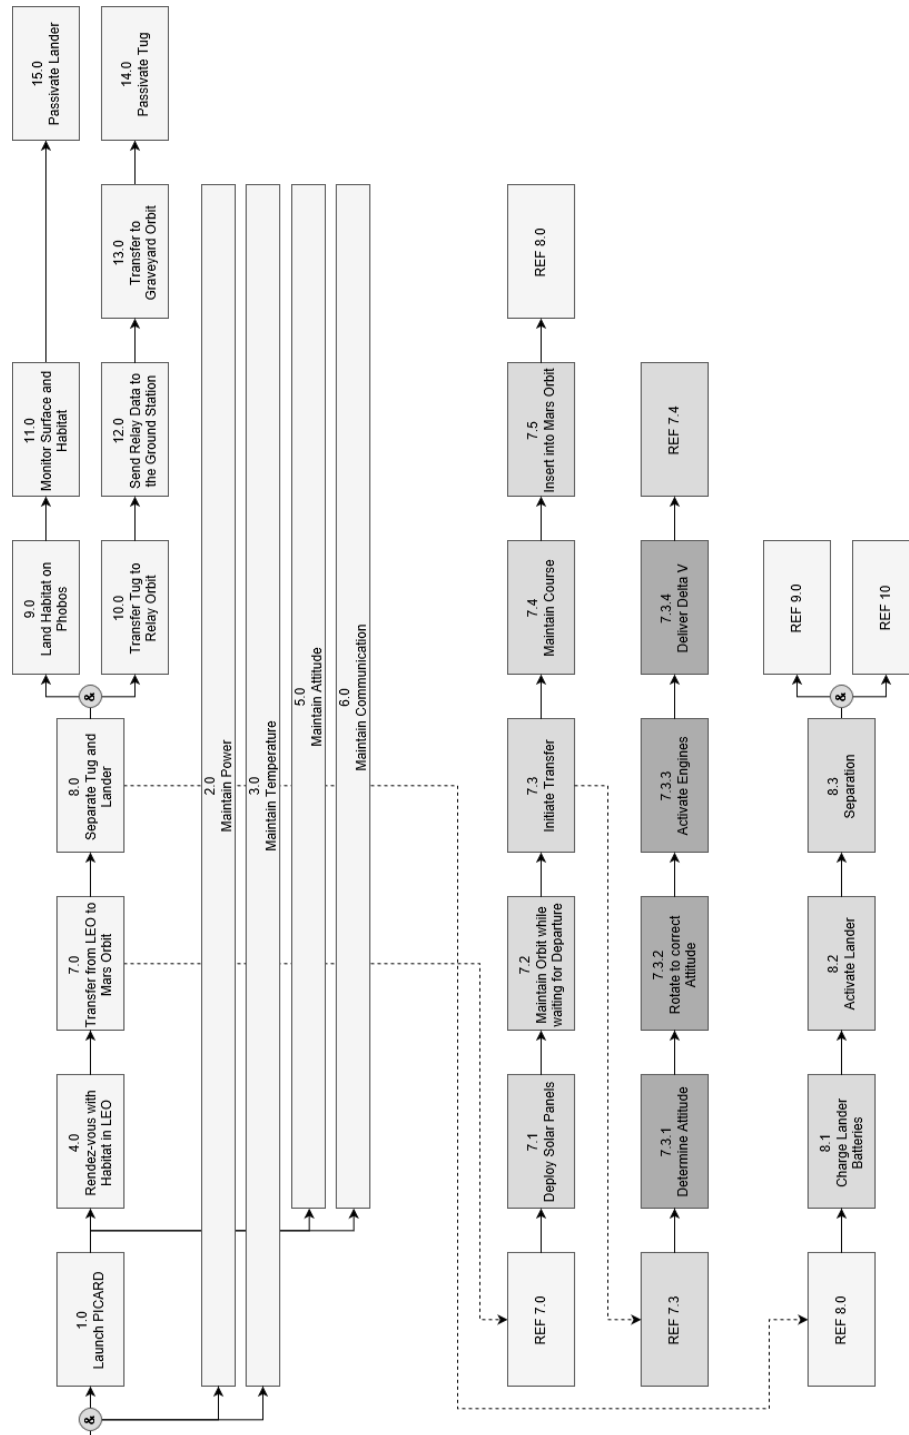 &
1.0
Launch PICARD
4.0
Rendez-vous with
Habitat in LEO
7.0
Transfer from LEO to
Mars Orbit
8.0
Separate Tug and
Lander
&
9.0
Land Habitat on
Phobos
11.0
Monitor Surface and
Habitat
15.0
Passivate Lander
10.0
Transfer Tug to
Relay Orbit
12.0
Send Relay Data to
the Ground Station
13.0
Transfer to
Graveyard Orbit
14.0
Passivate Tug
2.0
Maintain Power
3.0
Maintain Temperature
5.0
Maintain Attitude
6.0
Maintain Communication
REF 7.0
7.1
Deploy Solar Panels
7.2
Maintain Orbit while
waiting for Departure
7.3
Initiate Transfer
7.4
Maintain Course
7.5
Insert into Mars Orbit
REF 8.0
REF 7.3
7.3.1
Determine Attitude
7.3.2
Rotate to correct
Attitude
7.3.3
Activate Engines
7.3.4
Deliver Delta V
REF 7.4
REF 8.0
8.1
Charge Lander
Batteries
8.2
Activate Lander
8.3
Separation
&
REF 9.0
REF 10